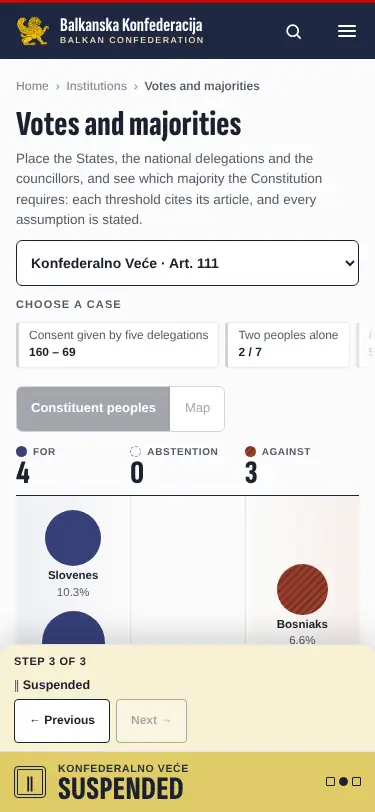 Balkanska Konfederacija
BALKAN CONFEDERATION
Home › Institutions › Votes and majorities
Votes and majorities
Place the States, the national delegations and the
councillors, and see which majority the Constitution
requires: each threshold cites its article, and every
assumption is stated.
Konfederalno Veće · Art. 111
CHOOSE A CASE
Consent given by five delegations
160 – 69
Two peoples alone
2 / 7
Constituent peoples
Map
FOR
4
ABSTENTION
0
AGAINST
3
Slovenes
10.3%
Bosniaks
6.6%
STEP 3 OF 3
|| Suspended
← Previous
Next →
KONFEDERALNO VEĆE
SUSPENDED